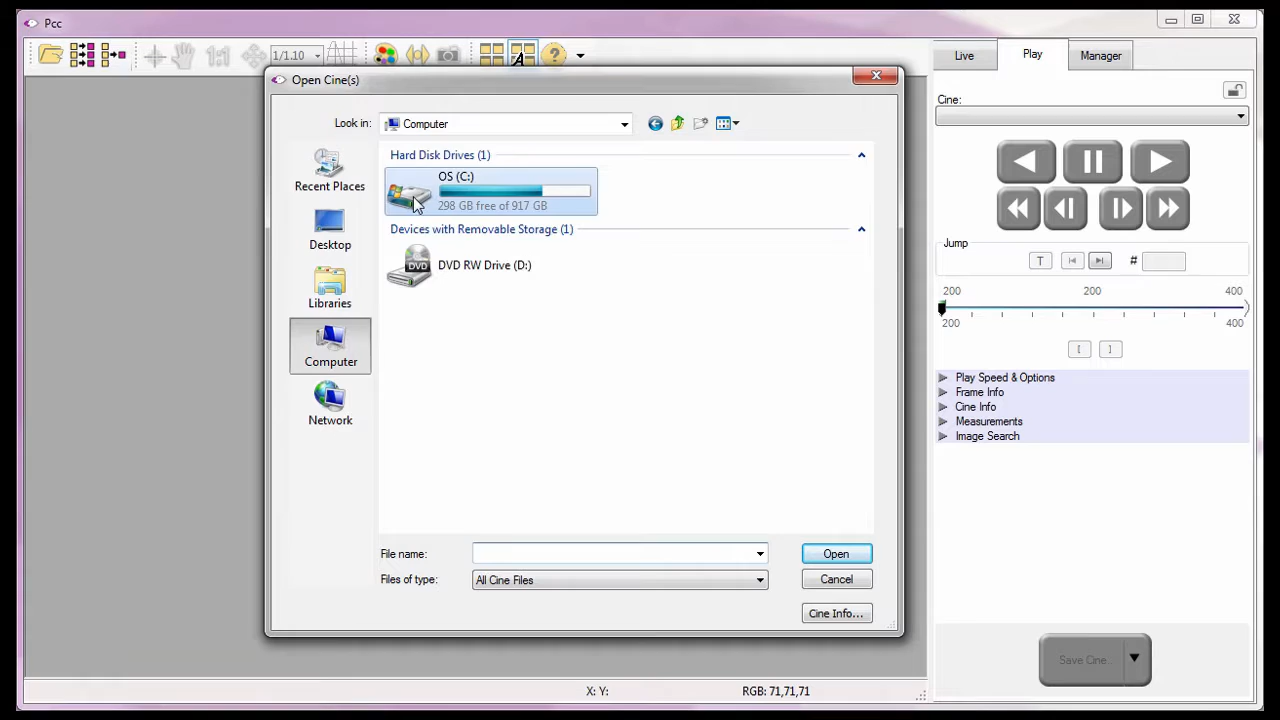 Pcc
1:1
1/1.10
A
?
Live
Play
Manager
Open Cine(s)
Look in:
Computer
Recent Places
Desktop
Libraries
Computer
Network
Hard Disk Drives (1)
OS (C:)
298 GB free of 917 GB
Devices with Removable Storage (1)
DVD
DVD RW Drive (D:)
File name:
Open
Files of type:
All Cine Files
Cancel
Cine Info...
Cine:
Jump
T
#
200 200 400
200 400
[ ]
Play Speed & Options
Frame Info
Cine Info
Measurements
Image Search
Save Cine...
X: Y:
RGB: 71,71,71